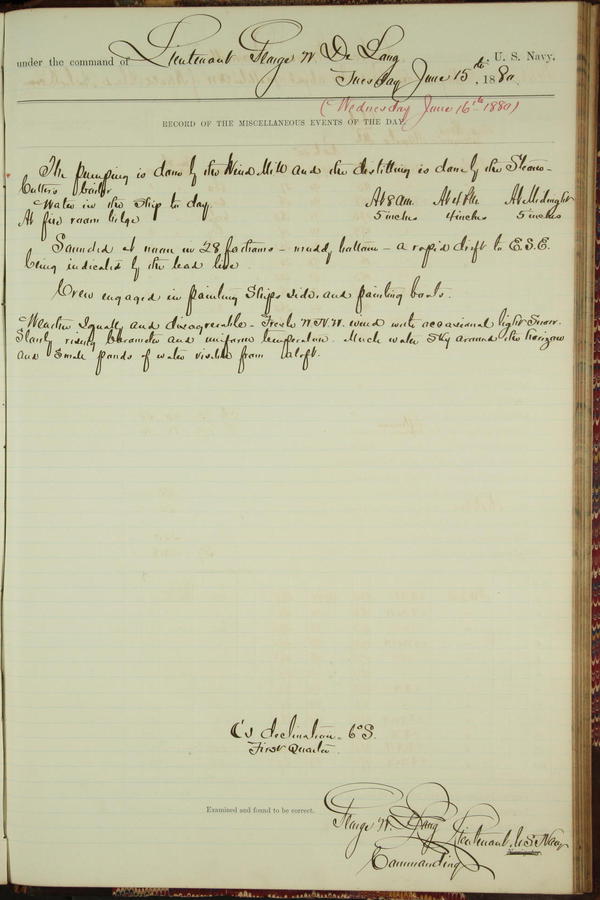 under the command of Lieutenant George W. De Long U. S. Navy.
Tuesday June 15th, 1880.
(Wednesday June 16th 1880)
RECORD OF THE MISCELLANEOUS EVENTS OF THE DAY.
The pumping is done by the Wind Mill and the distilling is done by the Steam-
Cutters boiler
Water in the Ship to day. At 8 AM. At 4 PM. At Midnight
At fire room bilge 5 inches 4 inches 5 inches
Sounded at noon in 28 fathoms - muddy bottom - a rapid drift to E.S.E.
being indicated by the lead line.
Crew engaged in painting Ships side, and painting boats.
Weather Squally and disagreeable - Fresh W.N.W. wind with occasional light Snow.
Slowly rising barometer and uniform temperature. Much water Sky around the horizon
and Small ponds of water visible from aloft.
☾'s declination - 6° S.
First Quarter
Examined and found to be correct.
George W. De Long Lieutenant, U.S. Navy
Navigator.
Commanding